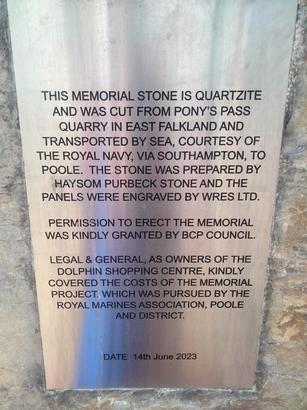 THIS MEMORIAL STONE IS QUARTZITE
AND WAS CUT FROM PONY'S PASS
QUARRY IN EAST FALKLAND AND
TRANSPORTED BY SEA, COURTESY OF
THE ROYAL NAVY, VIA SOUTHAMPTON, TO
POOLE. THE STONE WAS PREPARED BY
HAYSOM PURBECK STONE AND THE
PANELS WERE ENGRAVED BY WRES LTD.
PERMISSION TO ERECT THE MEMORIAL
WAS KINDLY GRANTED BY BCP COUNCIL.
LEGAL & GENERAL, AS OWNERS OF THE
DOLPHIN SHOPPING CENTRE, KINDLY
COVERED THE COSTS OF THE MEMORIAL
PROJECT. WHICH WAS PURSUED BY THE
ROYAL MARINES ASSOCIATION, POOLE
AND DISTRICT.
DATE 14th June 2023